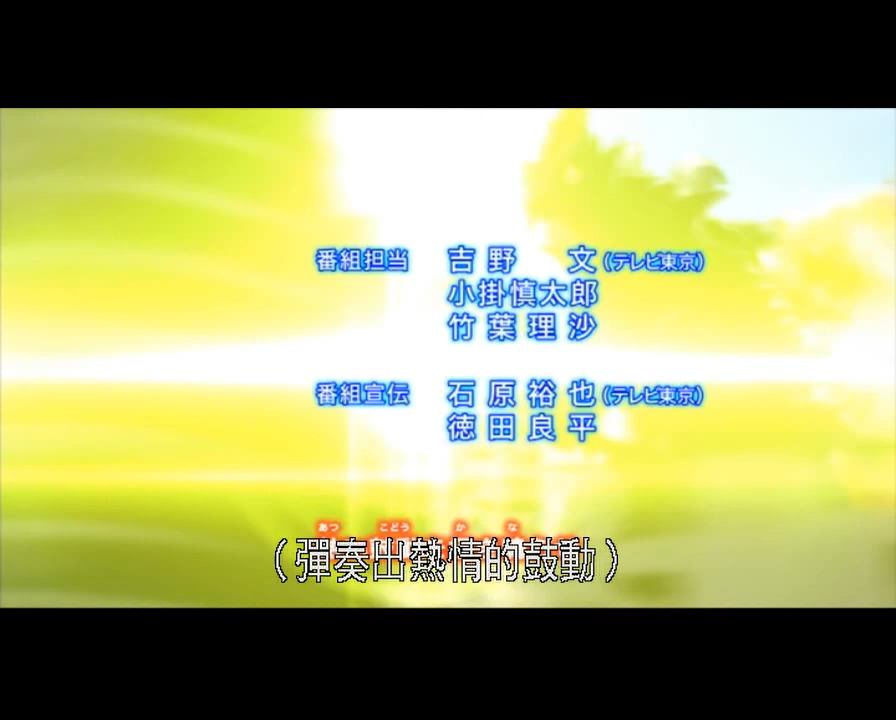 番組担当 吉野 文(テレビ東京)
小掛慎太郎
竹葉理沙
番組宣伝 石原裕也(テレビ東京)
徳田良平
あつ こどう か な
（彈奏出熱情的鼓動）